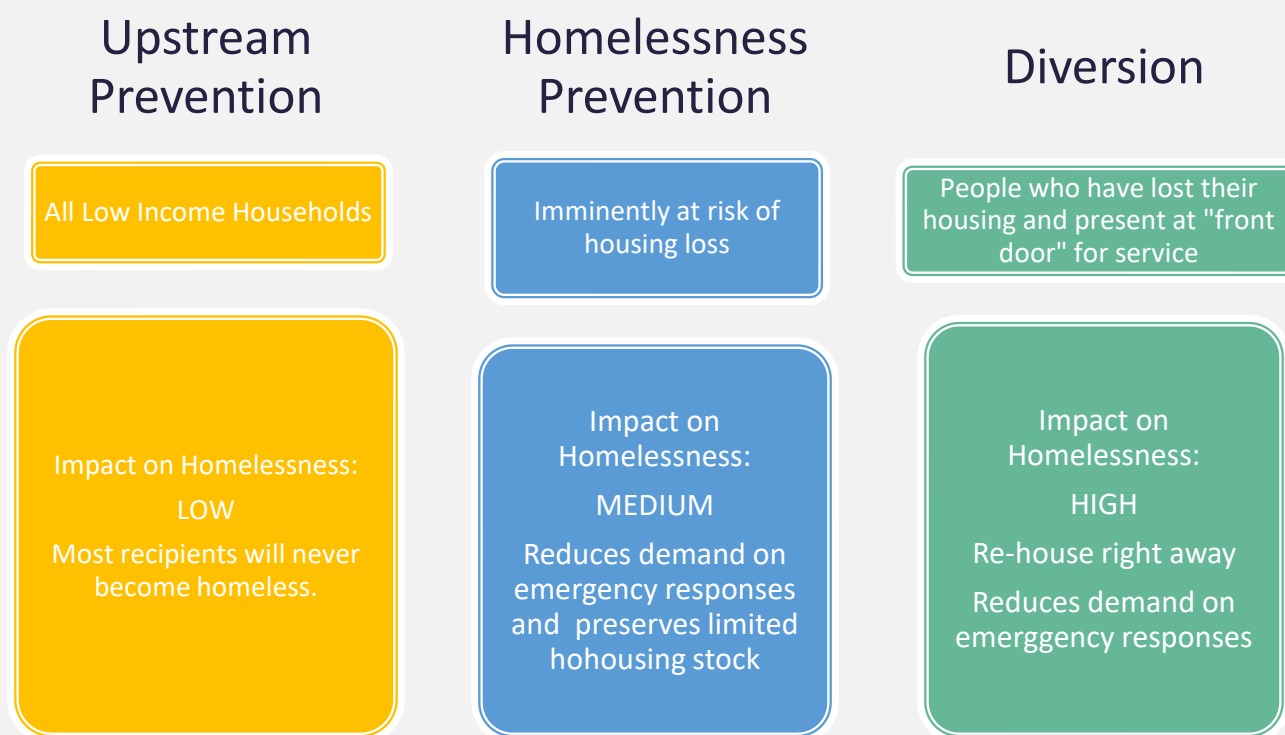 Upstream
Prevention
All Low Income Households
Impact on Homelessness:
LOW
Most recipients will never
become homeless.
Homelessness
Prevention
Imminently at risk of
housing loss
Impact on
Homelessness:
MEDIUM
Reduces demand on
emergency responses
and  preserves limited
hohousing stock
Diversion
People who have lost their
housing and present at "front
door" for service
Impact on
Homelessness:
HIGH
Re-house right away
Reduces demand on
emerggency responses